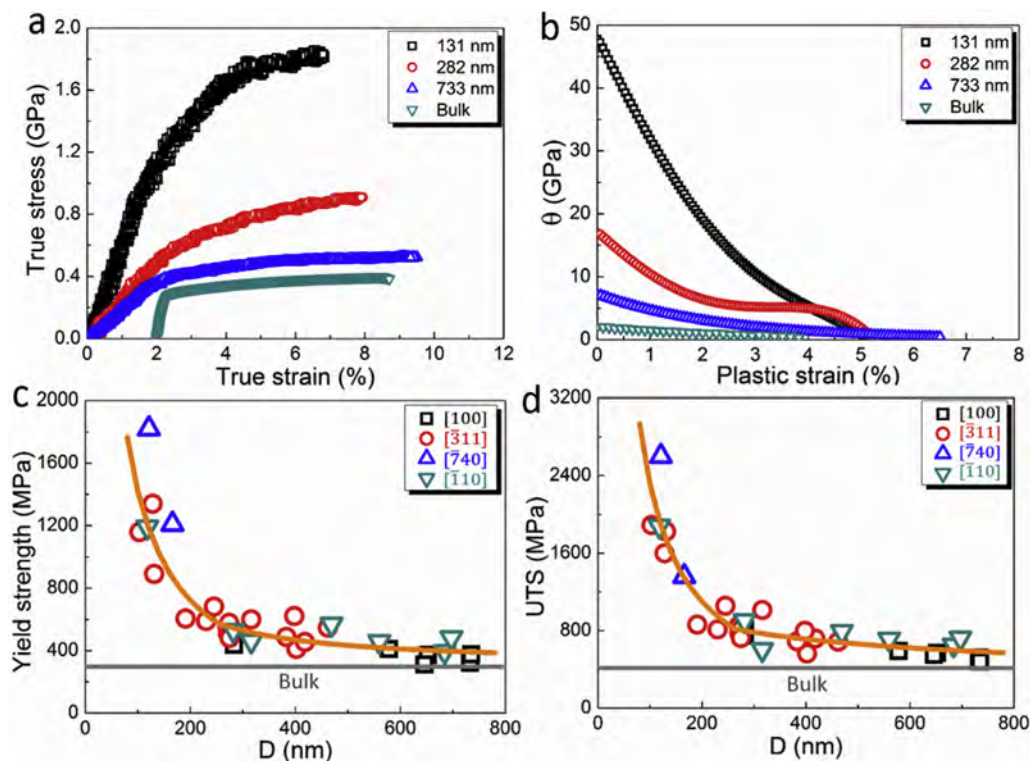 a
2.0
1.6
1.2
0.8
0.4
0.0
True stress (GPa)
131 nm
282 nm
733 nm
Bulk
0 2 4 6 8 10 12
True strain (%)
b
50
40
30
20
10
0
θ (GPa)
131 nm
282 nm
733 nm
Bulk
0 1 2 3 4 5 6 7 8
Plastic strain (%)
c
2000
1600
1200
800
400
0
Yield strength (MPa)
[100]
[3̄11]
[7̄40]
[1̄10]
Bulk
0 200 400 600 800
D (nm)
d
3200
2400
1600
800
0
UTS (MPa)
[100]
[3̄11]
[7̄40]
[1̄10]
Bulk
0 200 400 600 800
D (nm)